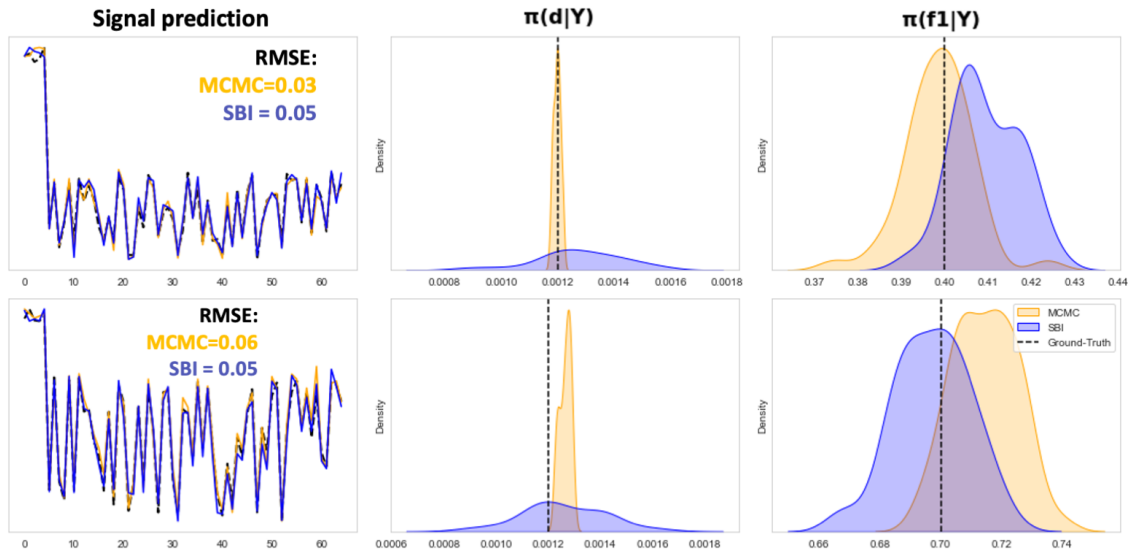 Signal prediction
π(d|Y)
π(f1|Y)
RMSE:
MCMC=0.03
SBI = 0.05
Density
Density
0 10 20 30 40 50 60
0.0008 0.0010 0.0012 0.0014 0.0016 0.0018
0.37 0.38 0.39 0.40 0.41 0.42 0.43 0.44
RMSE:
MCMC=0.06
SBI = 0.05
Density
Density
MCMC
SBI
Ground-Truth
0 10 20 30 40 50 60
0.0006 0.0008 0.0010 0.0012 0.0014 0.0016 0.0018
0.66 0.68 0.70 0.72 0.74